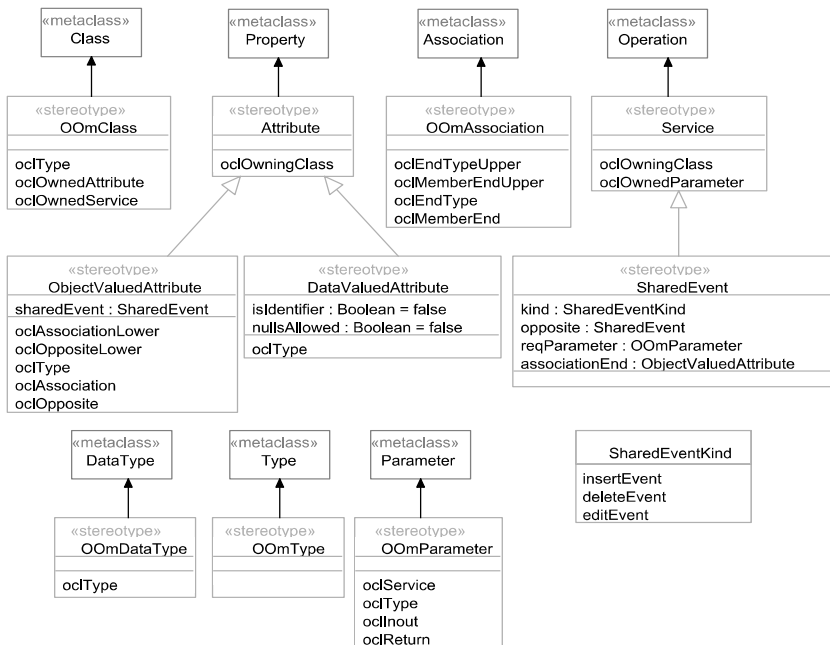 «metaclass»
Class
«metaclass»
Property
«metaclass»
Association
«metaclass»
Operation
«stereotype»
OOmClass
oclType
oclOwnedAttribute
oclOwnedService
«stereotype»
Attribute
oclOwningClass
«stereotype»
OOmAssociation
oclEndTypeUpper
oclMemberEndUpper
oclEndType
oclMemberEnd
«stereotype»
Service
oclOwningClass
oclOwnedParameter
«stereotype»
ObjectValuedAttribute
sharedEvent : SharedEvent
oclAssociationLower
oclOppositeLower
oclType
oclAssociation
oclOpposite
«stereotype»
DataValuedAttribute
isIdentifier : Boolean = false
nullsAllowed : Boolean = false
oclType
«stereotype»
SharedEvent
kind : SharedEventKind
opposite : SharedEvent
reqParameter : OOmParameter
associationEnd : ObjectValuedAttribute
«metaclass»
DataType
«metaclass»
Type
«metaclass»
Parameter
SharedEventKind
insertEvent
deleteEvent
editEvent
«stereotype»
OOmDataType
oclType
«stereotype»
OOmType
«stereotype»
OOmParameter
oclService
oclType
oclInout
oclReturn